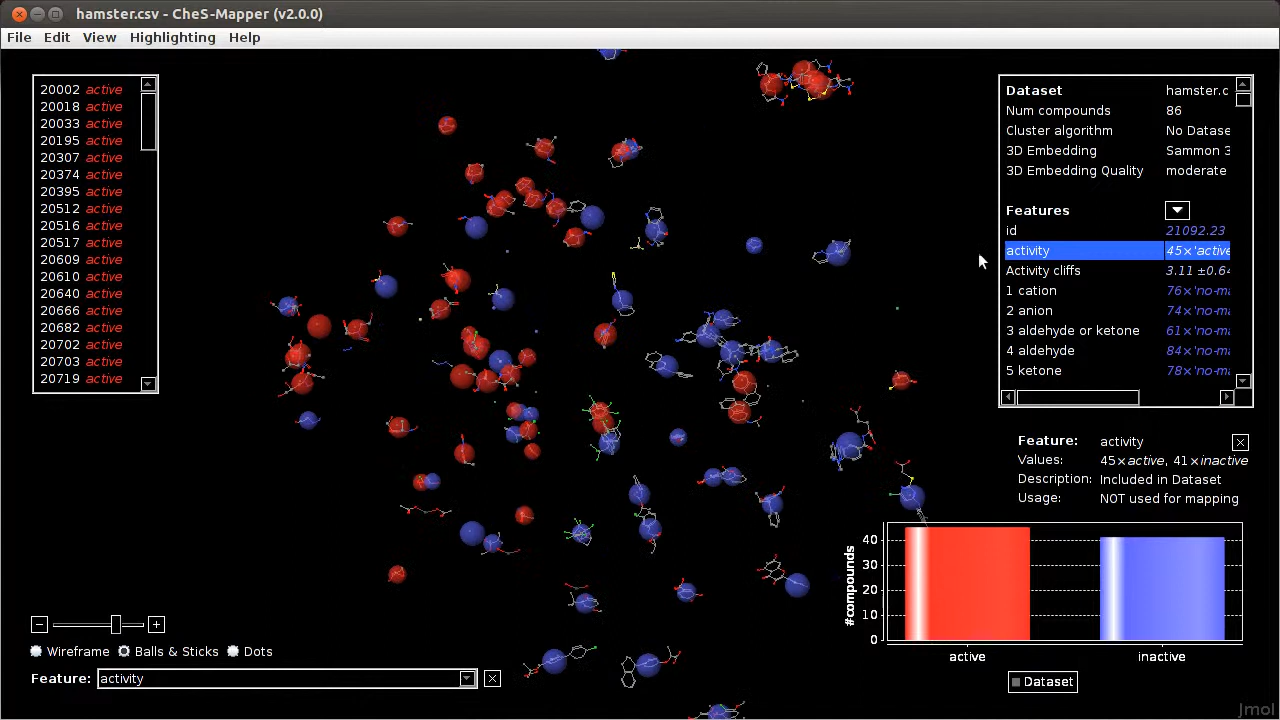 hamster.csv - CheS-Mapper (v2.0.0)
File Edit View Highlighting Help
20002 active
20018 active
20033 active
20195 active
20307 active
20374 active
20395 active
20512 active
20516 active
20517 active
20609 active
20610 active
20640 active
20666 active
20682 active
20702 active
20703 active
20719 active
Dataset hamster.c
Num compounds 86
Cluster algorithm No Datase
3D Embedding Sammon 3
3D Embedding Quality moderate
Features
id 21092.23
activity 45×'active
Activity cliffs 3.11 ±0.64
1 cation 76×'no-ma
2 anion 74×'no-ma
3 aldehyde or ketone 61×'no-ma
4 aldehyde 84×'no-ma
5 ketone 78×'no-ma
Feature: activity
Values: 45×active, 41×inactive
Description: Included in Dataset
Usage: NOT used for mapping
#compounds
40
30
20
10
0
active inactive
Dataset
Wireframe Balls & Sticks Dots
Feature: activity
Jmol